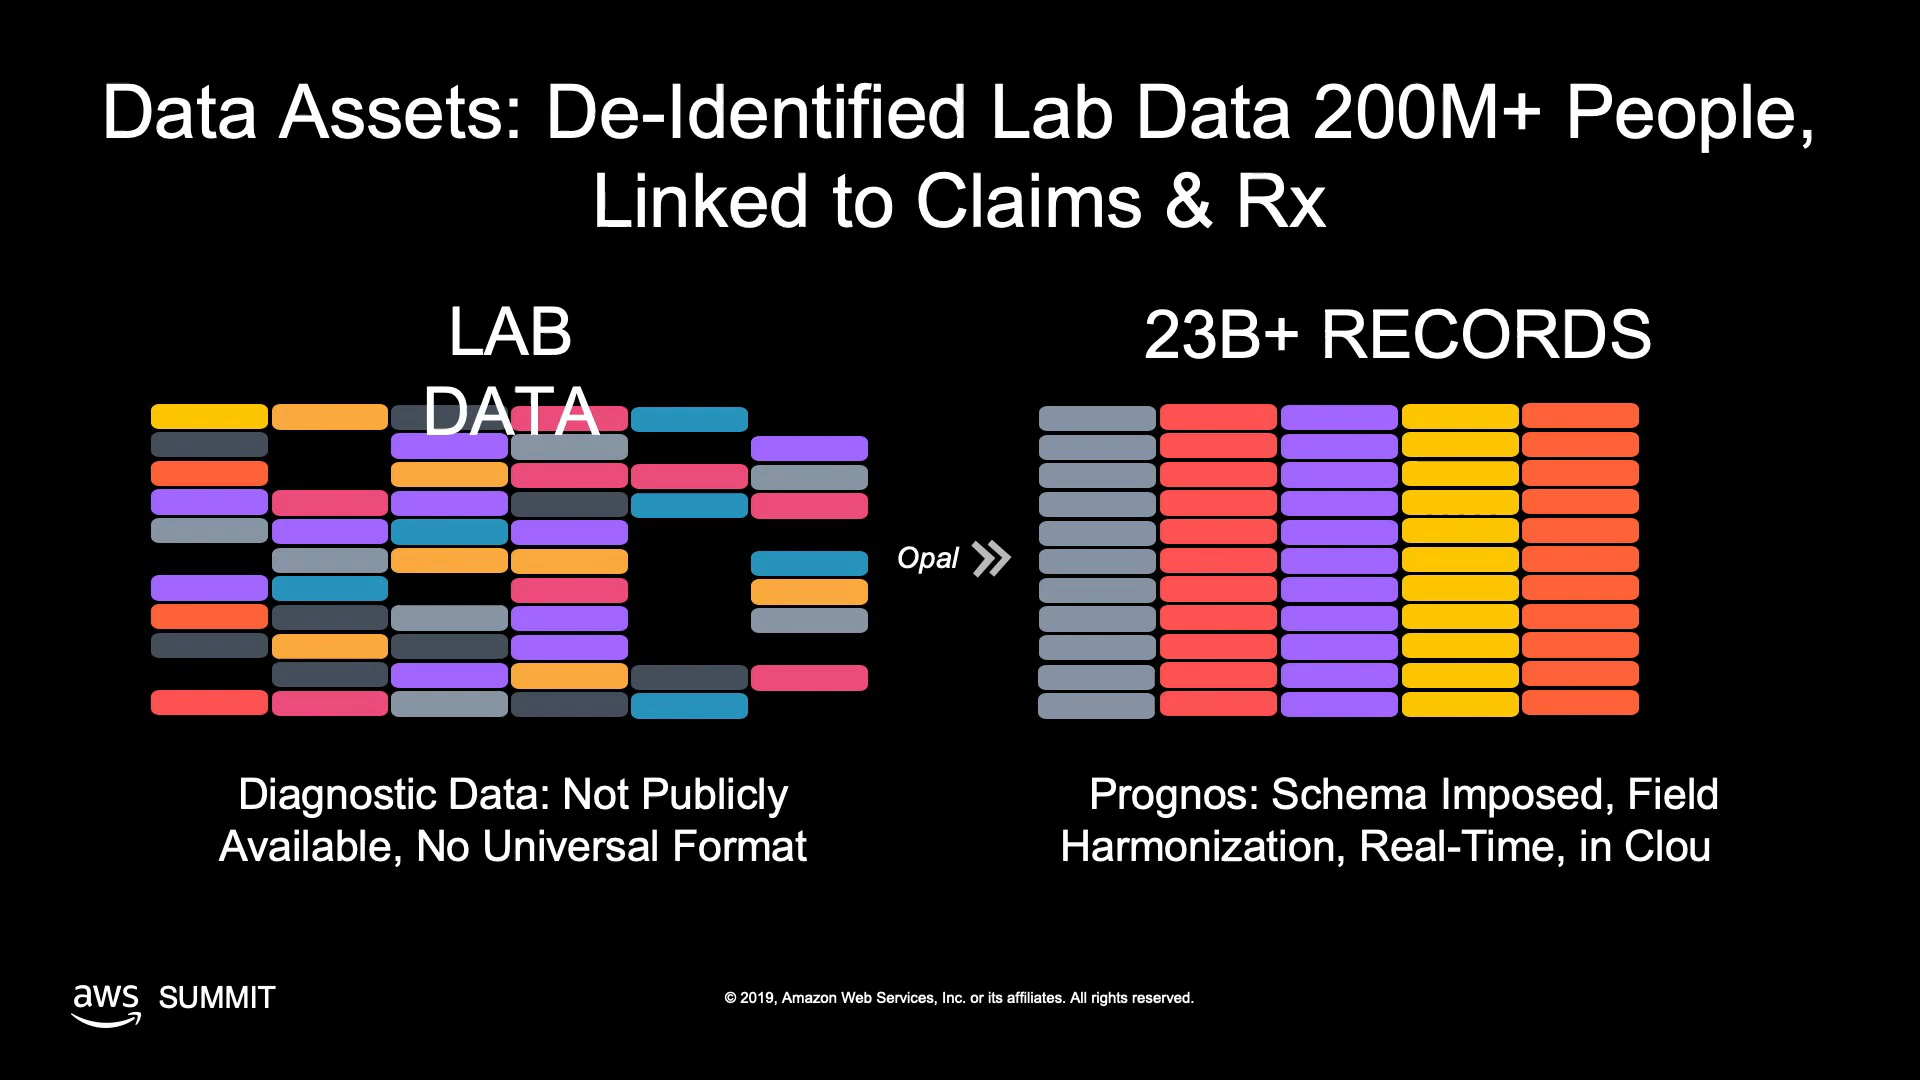 Data Assets: De-Identified Lab Data 200M+ People,
Linked to Claims & Rx
LAB
DATA
23B+ RECORDS
Opal
Diagnostic Data: Not Publicly
Available, No Universal Format
Prognos: Schema Imposed, Field
Harmonization, Real-Time, in Clou
aws SUMMIT
© 2019, Amazon Web Services, Inc. or its affiliates. All rights reserved.